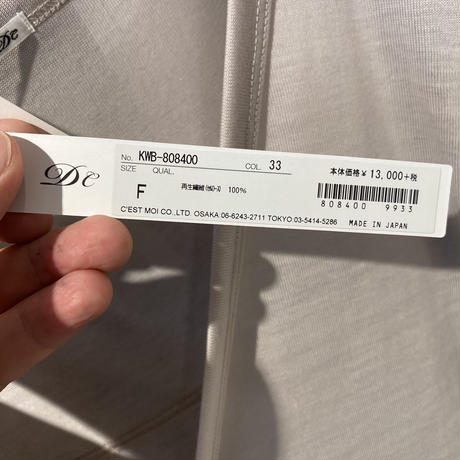 DC
DC
No. KWB-808400 COL. 33 本体価格¥ 13,000+税
SIZE QUAL.
F 再生繊維(セルロース) 100%
808400 9933
C'EST MOI CO.,LTD. OSAKA:06-6243-2711 TOKYO 03-5414-5286 MADE IN JAPAN